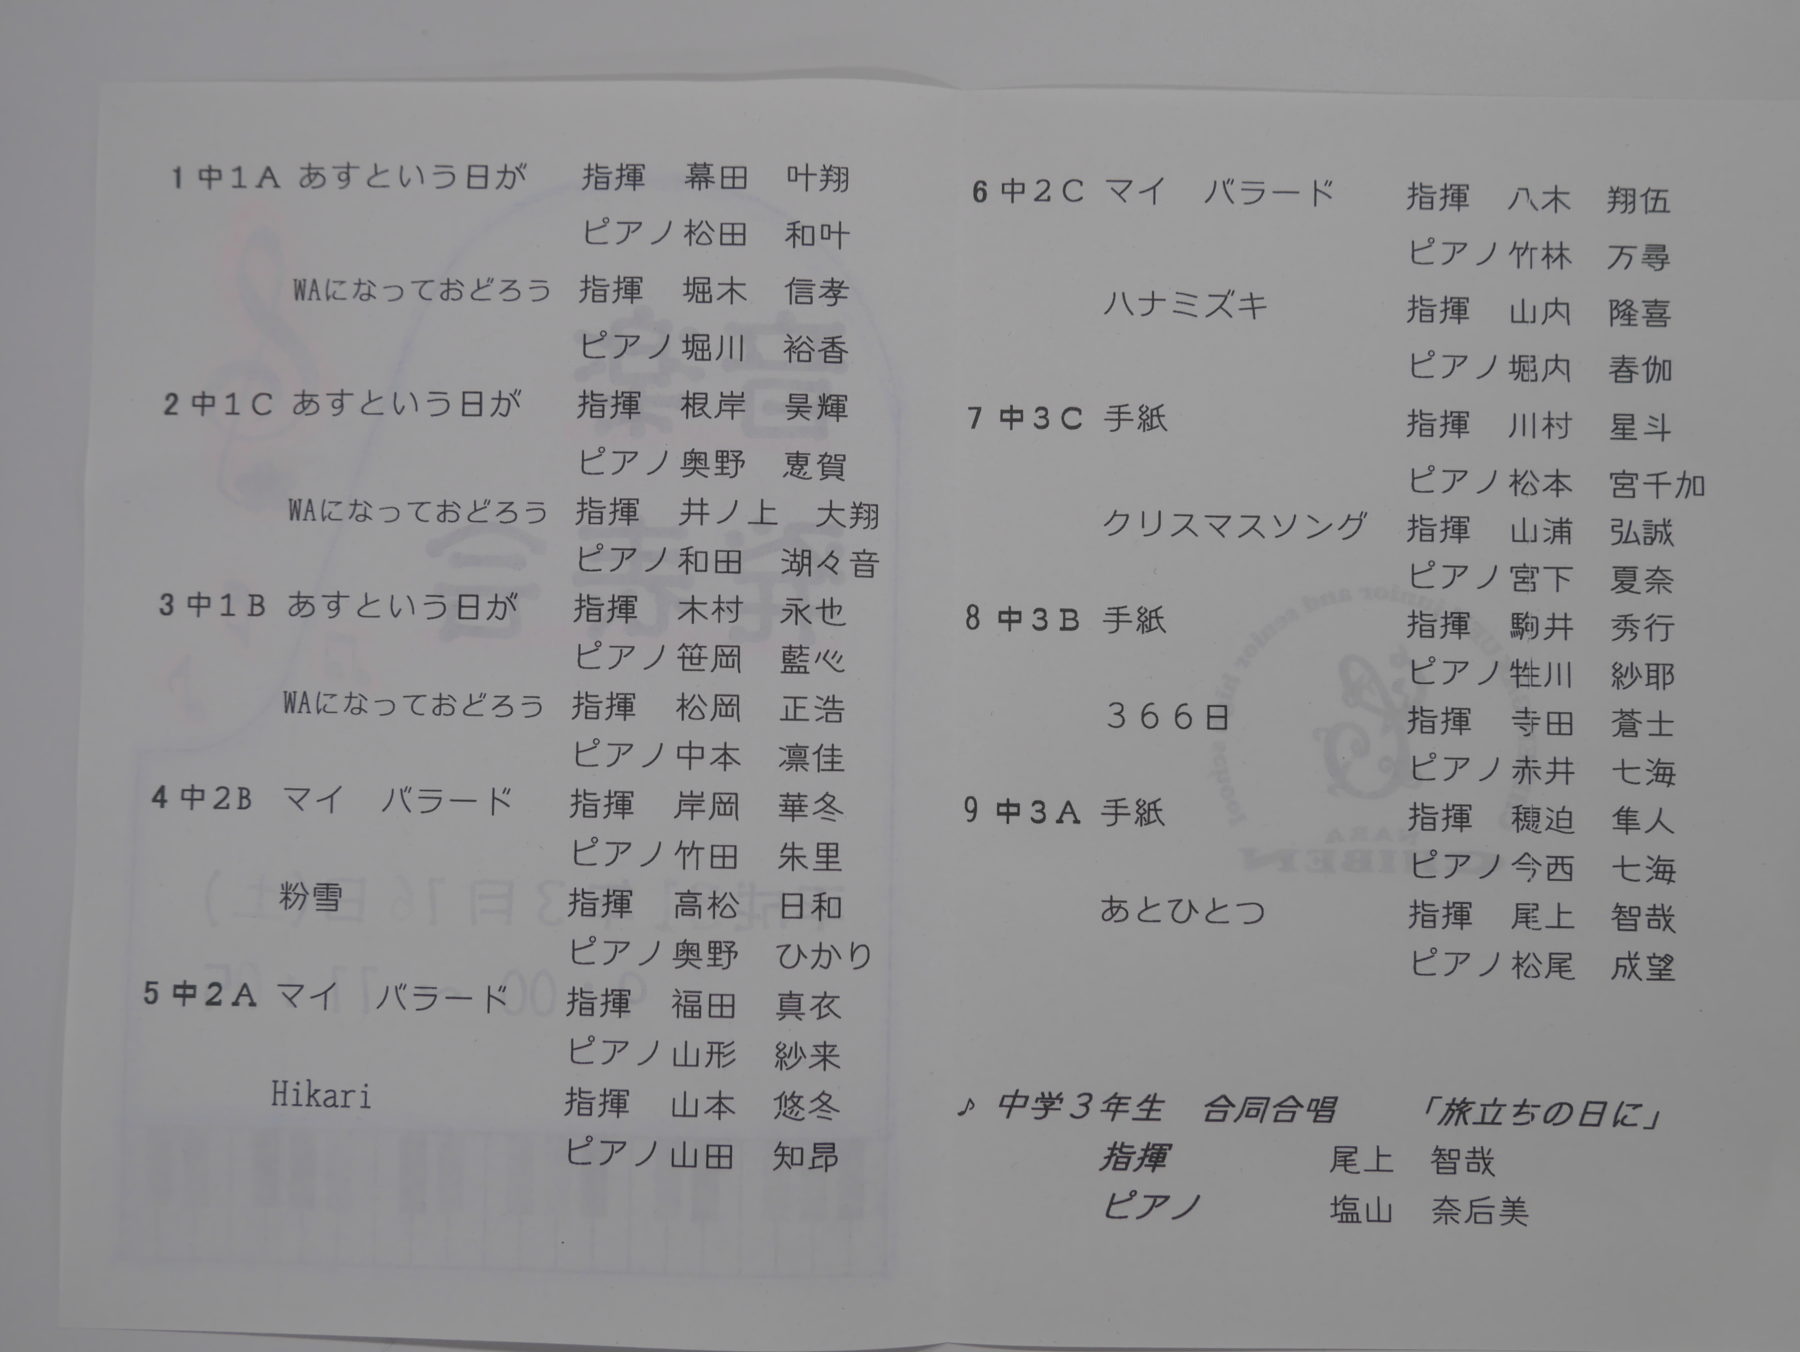 1 中1A あすという日が 指揮 幕田 叶翔
ピアノ 松田 和叶
WAになっておどろう 指揮 堀木 信孝
ピアノ 堀川 裕香
2 中1C あすという日が 指揮 根岸 昊輝
ピアノ 奥野 恵賀
WAになっておどろう 指揮 井ノ上 大翔
ピアノ 和田 湖々音
3 中1B あすという日が 指揮 木村 永也
ピアノ 笹岡 藍心
WAになっておどろう 指揮 松岡 正浩
ピアノ 中本 凛佳
4 中2B マイ バラード 指揮 岸岡 華冬
ピアノ 竹田 朱里
粉雪 指揮 高松 日和
ピアノ 奥野 ひかり
5 中2A マイ バラード 指揮 福田 真衣
ピアノ 山形 紗来
Hikari 指揮 山本 悠冬
ピアノ 山田 知昂
6 中2C マイ バラード 指揮 八木 翔伍
ピアノ 竹林 万尋
ハナミズキ 指揮 山内 隆喜
ピアノ 堀内 春伽
7 中3C 手紙 指揮 川村 星斗
ピアノ 松本 宮千加
クリスマスソング 指揮 山浦 弘誠
ピアノ 宮下 夏奈
8 中3B 手紙 指揮 駒井 秀行
ピアノ 牲川 紗耶
366日 指揮 寺田 蒼士
ピアノ 赤井 七海
9 中3A 手紙 指揮 穂迫 隼人
ピアノ 今西 七海
あとひとつ 指揮 尾上 智哉
ピアノ 松尾 成望
♪ 中学3年生 合同合唱 「旅立ちの日に」
指揮 尾上 智哉
ピアノ 塩山 奈后美